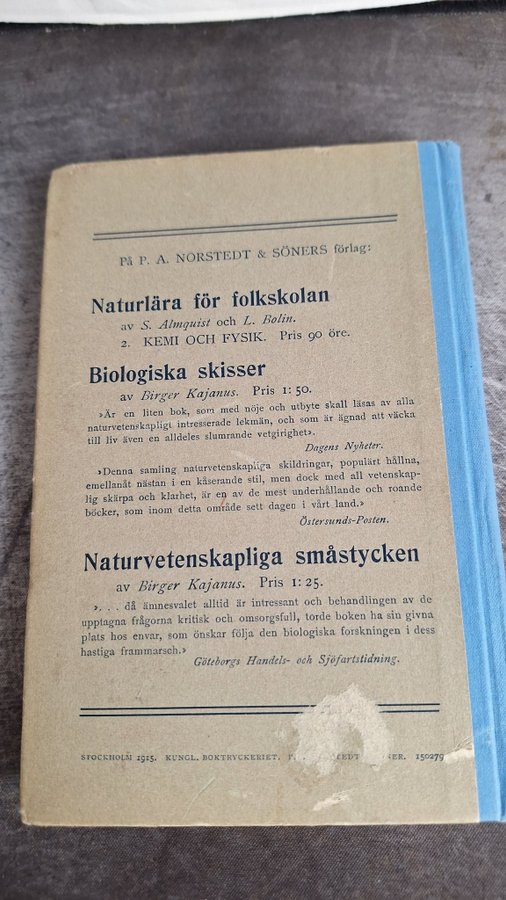 På P. A. NORSTEDT & SÖNERS förlag:
Naturlära för folkskolan
av S. Almquist och L. Bolin.
2. KEMI OCH FYSIK. Pris 90 öre.
Biologiska skisser
av Birger Kajanus. Pris 1: 50.
»Är en liten bok, som med nöje och utbyte skall läsas av alla
naturvetenskapligt intresserade lekmän, och som är ägnad att väcka
till liv även en alldeles slumrande vetgirighet».
Dagens Nyheter.
»Denna samling naturvetenskapliga skildringar, populärt hållna,
emellanåt nästan i en kåserande stil, men dock med all vetenskap-
lig skärpa och klarhet, är en av de mest underhållande och roande
böcker, som inom detta område sett dagen i vårt land.»
Östersunds-Posten.
Naturvetenskapliga småstycken
av Birger Kajanus. Pris 1: 25.
». . . då ämnesvalet alltid är intressant och behandlingen av de
upptagna frågorna kritisk och omsorgsfull, torde boken ha sin givna
plats hos envar, som önskar följa den biologiska forskningen i dess
hastiga frammarsch.»
Göteborgs Handels- och Sjöfartstidning.
STOCKHOLM 1915. KUNGL. BOKTRYCKERIET. 150279